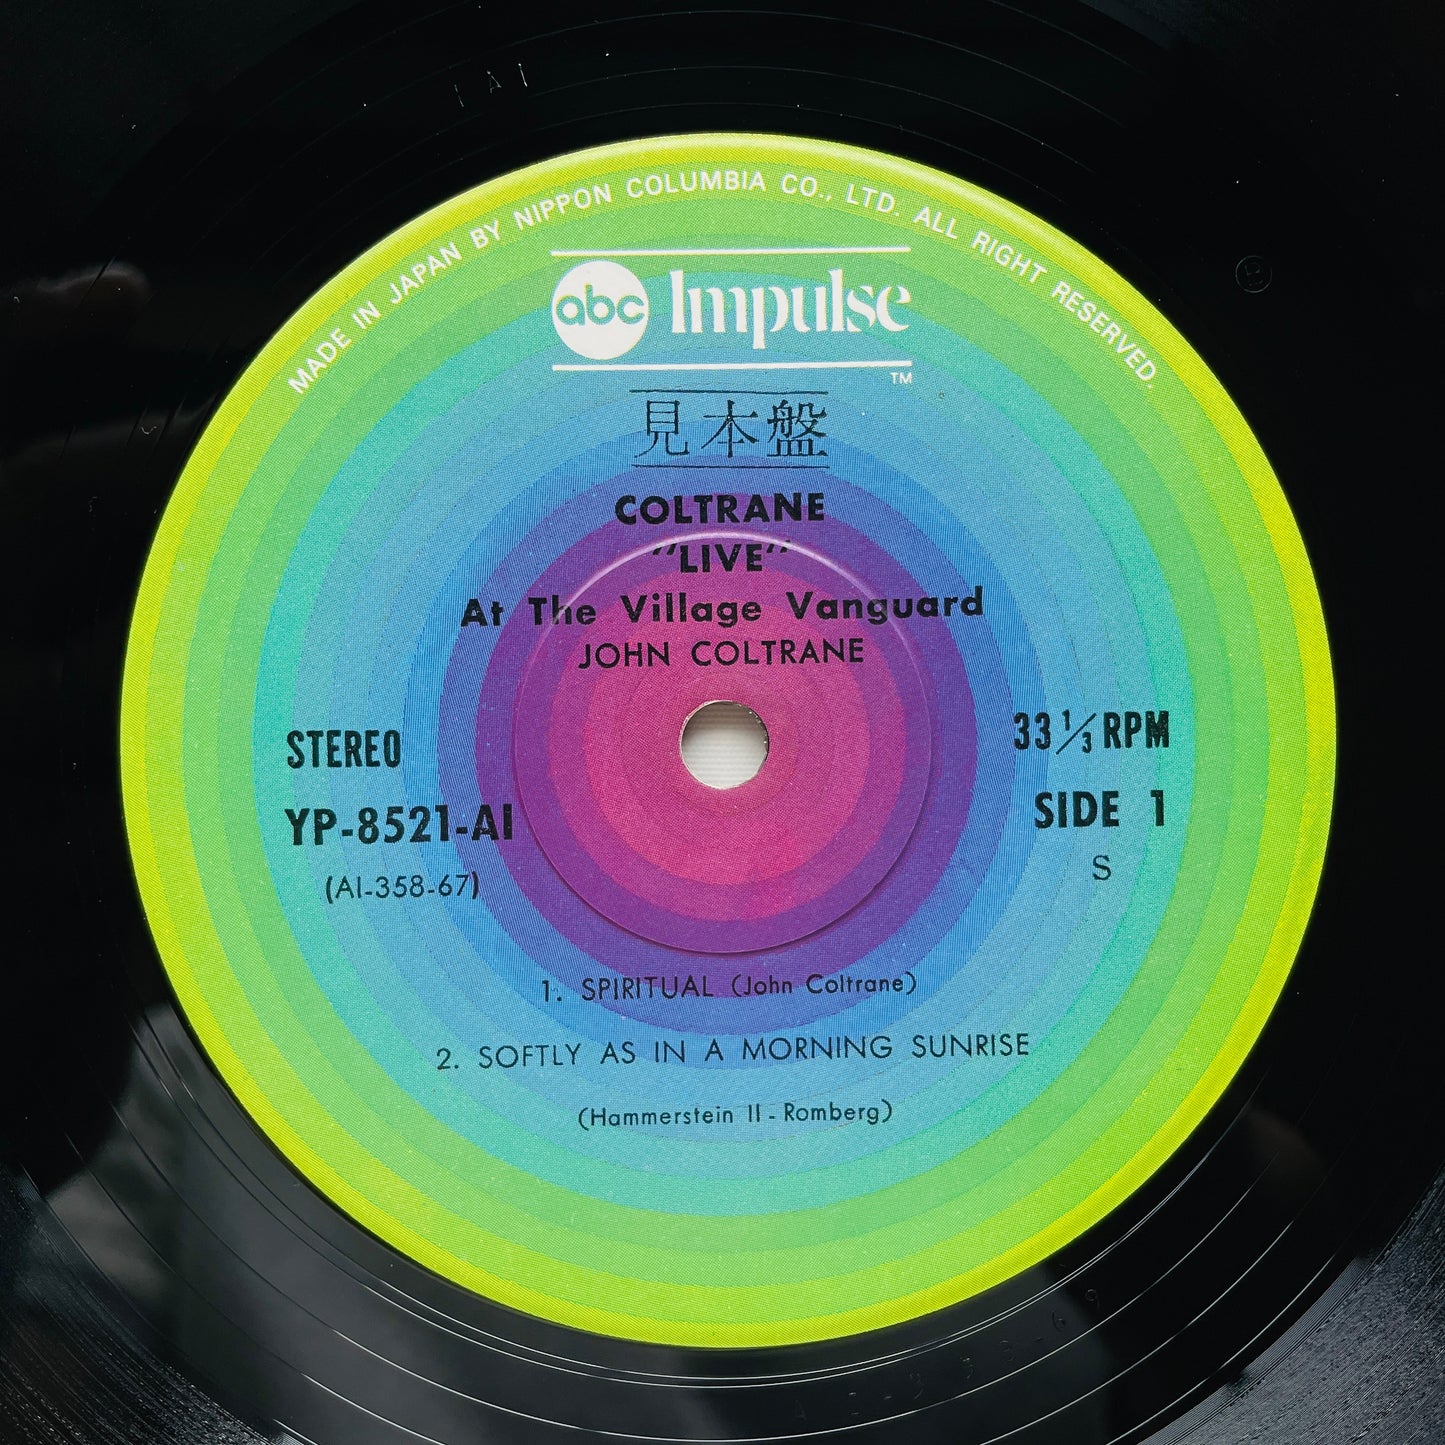 MADE IN JAPAN BY NIPPON COLUMBIA CO., LTD. ALL RIGHT RESERVED.
abc Impulse
TM
見本盤
COLTRANE
"LIVE"
At The Village Vanguard
JOHN COLTRANE
STEREO
33 1/3 RPM
YP-8521-AI
SIDE 1
(AI-358-67)
S
1. SPIRITUAL (John Coltrane)
2. SOFTLY AS IN A MORNING SUNRISE
(Hammerstein II - Romberg)